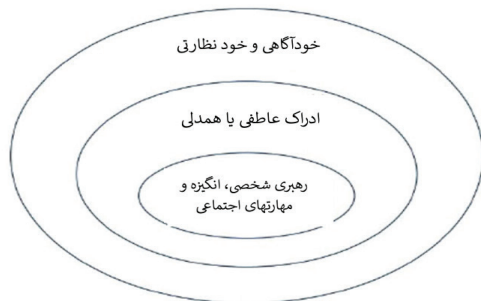 خودآگاهی و خود نظارتی
ادراک عاطفی یا همدلی
رهبری شخصی، انگیزه و
مهارتهای اجتماعی